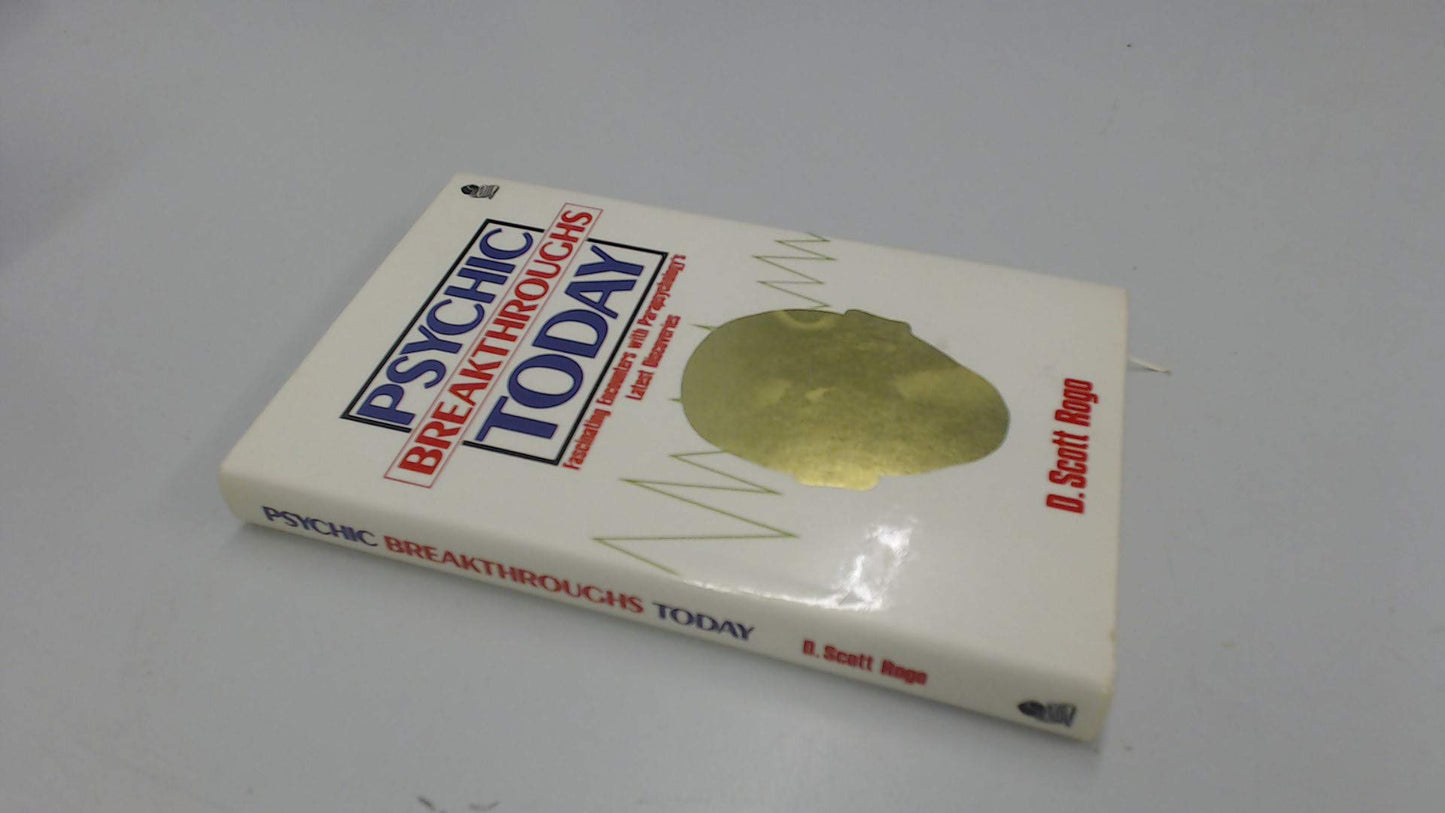 PSYCHIC
BREAKTHROUGHS
TODAY
Fascinating Encounters with Parapsychology's
Latest Discoveries
D. Scott Rogo
PSYCHIC BREAKTHROUGHS TODAY
D. Scott Rogo